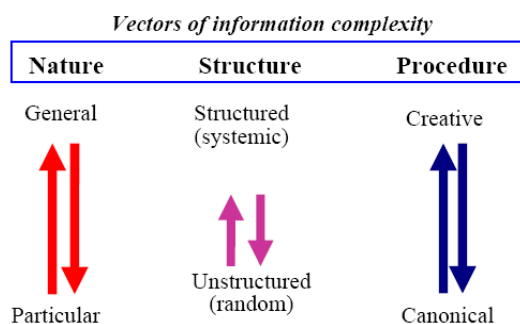 Vectors of information complexity
Nature Structure Procedure
General Structured Creative
(systemic)
Unstructured
Particular (random) Canonical